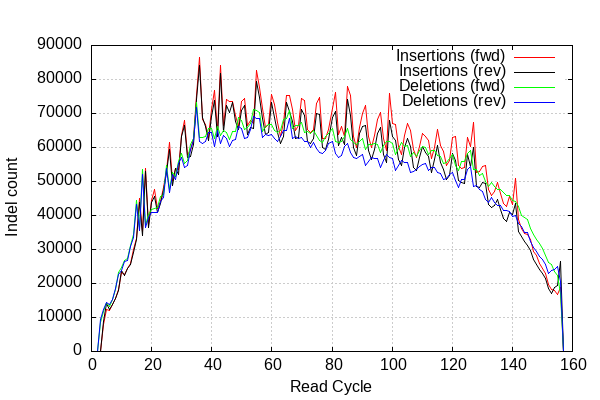 90000
80000
70000
60000
50000
40000
30000
20000
10000
0
Indel count
Insertions (fwd)
Insertions (rev)
Deletions (fwd)
Deletions (rev)
0 20 40 60 80 100 120 140 160
Read Cycle